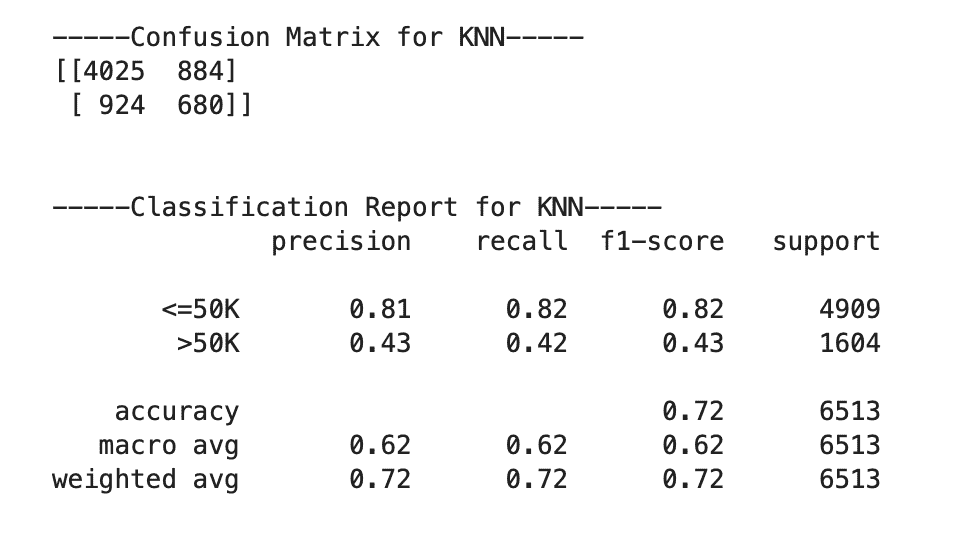 -----Confusion Matrix for KNN-----
[[4025  884]
 [ 924  680]]
-----Classification Report for KNN-----
              precision    recall  f1-score   support
       <=50K       0.81      0.82      0.82      4909
        >50K       0.43      0.42      0.43      1604
    accuracy                           0.72      6513
   macro avg       0.62      0.62      0.62      6513
weighted avg       0.72      0.72      0.72      6513